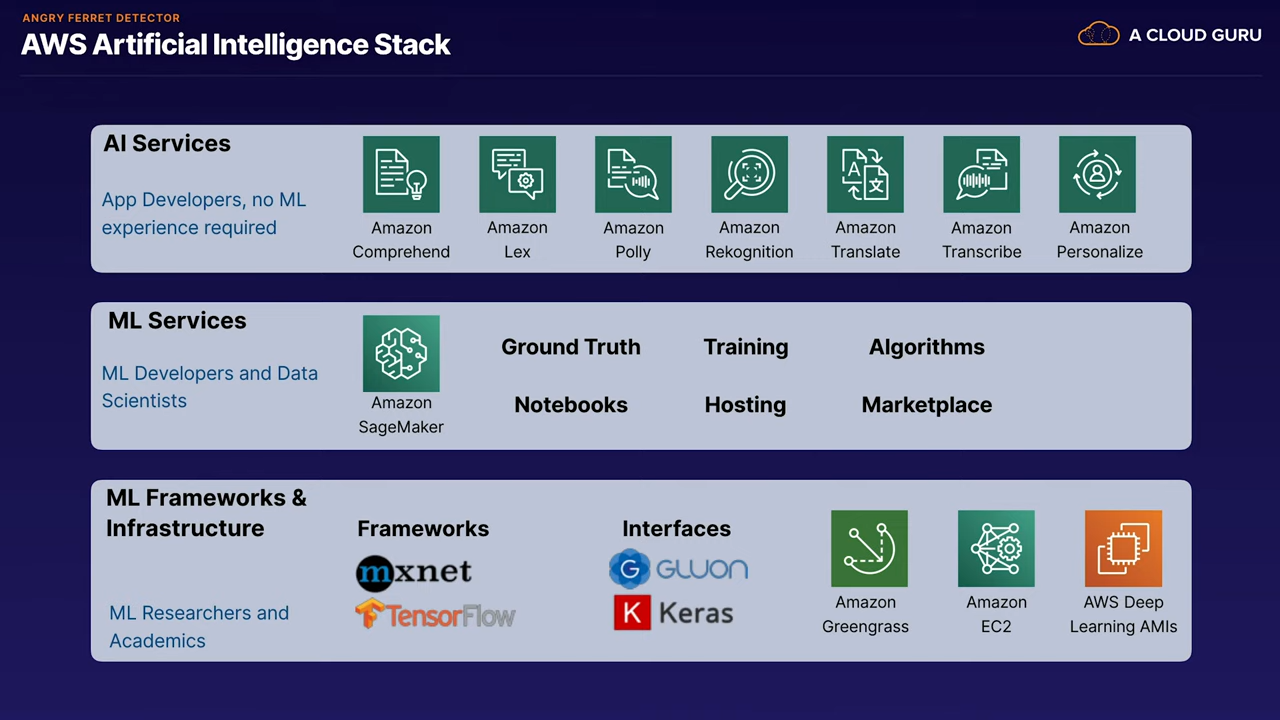 ANGRY FERRET DETECTOR
AWS Artificial Intelligence Stack
A CLOUD GURU
AI Services
App Developers, no ML
experience required
Amazon
Comprehend
Amazon
Lex
Amazon
Polly
Amazon
Rekognition
A
文
Amazon
Translate
Amazon
Transcribe
Amazon
Personalize
ML Services
ML Developers and Data
Scientists
Amazon
SageMaker
Ground Truth
Training
Algorithms
Notebooks
Hosting
Marketplace
ML Frameworks &
Infrastructure
ML Researchers and
Academics
Frameworks
mxnet
TensorFlow
Interfaces
G GLUON
K Keras
Amazon
Greengrass
Amazon
EC2
AWS Deep
Learning AMIs